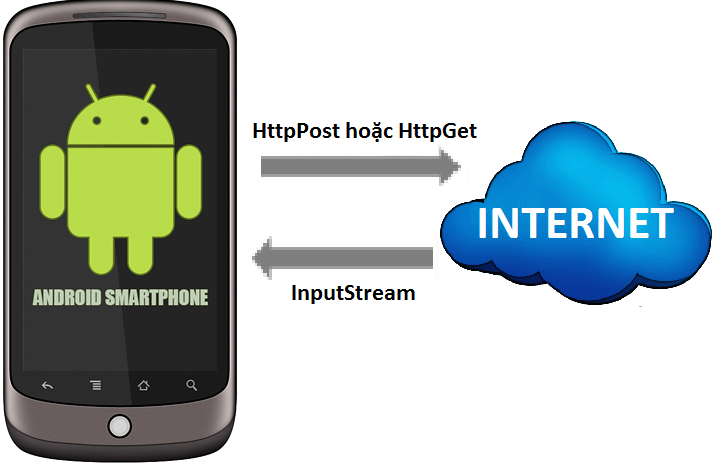 HttpPost hoặc HttpGet
INTERNET
InputStream
ANDROID SMARTPHONE